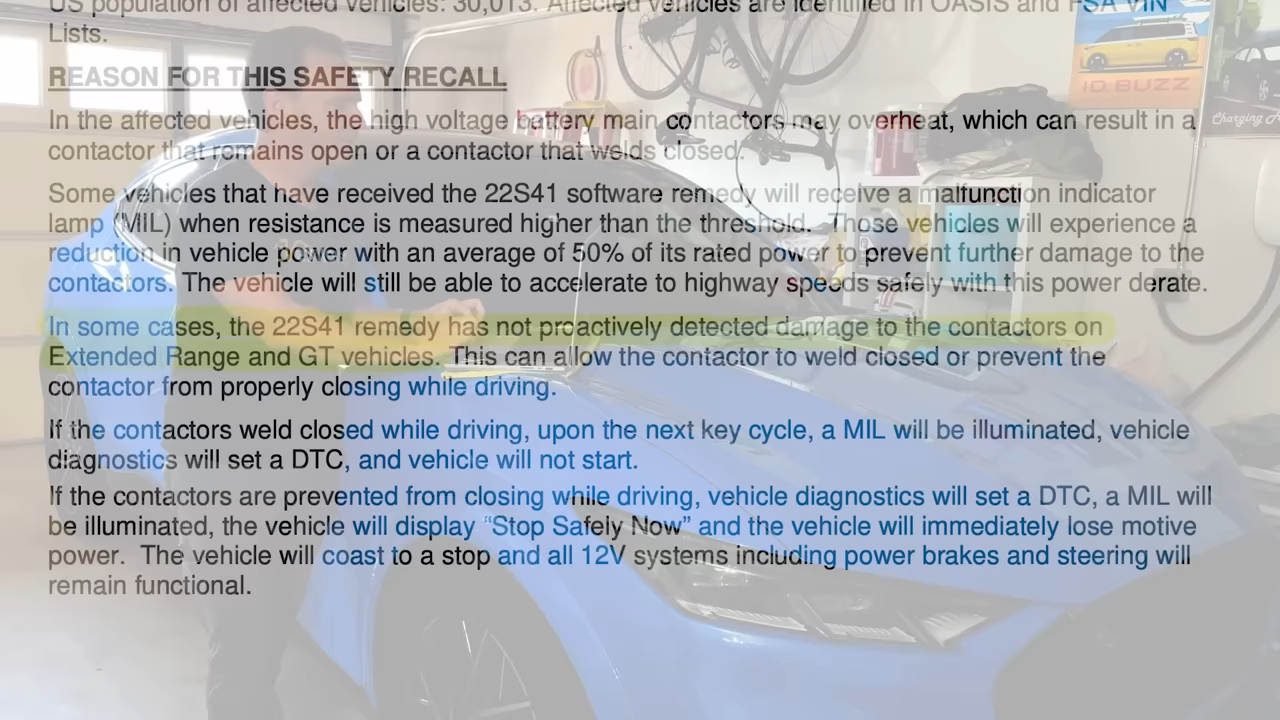 US population of affected vehicles: 30,013. Affected vehicles are identified in OASIS and FSA VIN
Lists.
REASON FOR THIS SAFETY RECALL
In the affected vehicles, the high voltage battery main contactors may overheat, which can result in a
contactor that remains open or a contactor that welds closed.
Some vehicles that have received the 22S41 software remedy will receive a malfunction indicator
lamp (MIL) when resistance is measured higher than the threshold. Those vehicles will experience a
reduction in vehicle power with an average of 50% of its rated power to prevent further damage to the
contactors. The vehicle will still be able to accelerate to highway speeds safely with this power derate.
In some cases, the 22S41 remedy has not proactively detected damage to the contactors on
Extended Range and GT vehicles. This can allow the contactor to weld closed or prevent the
contactor from properly closing while driving.
If the contactors weld closed while driving, upon the next key cycle, a MIL will be illuminated, vehicle
diagnostics will set a DTC, and vehicle will not start.
If the contactors are prevented from closing while driving, vehicle diagnostics will set a DTC, a MIL will
be illuminated, the vehicle will display “Stop Safely Now” and the vehicle will immediately lose motive
power. The vehicle will coast to a stop and all 12V systems including power brakes and steering will
remain functional.
ID.BUZZ
Charging